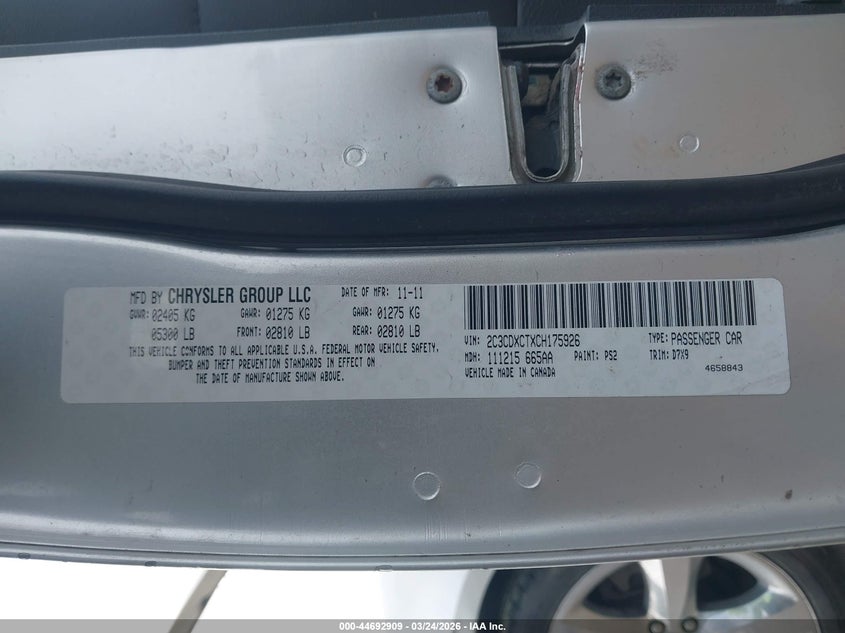 MFD BY CHRYSLER GROUP LLC DATE OF MFR: 11-11
GVWR: 02405 KG GAWR: 01275 KG GAWR: 01275 KG
05300 LB FRONT: 02810 LB REAR: 02810 LB
THIS VEHICLE CONFORMS TO ALL APPLICABLE U.S.A. FEDERAL MOTOR VEHICLE SAFETY,
BUMPER AND THEFT PREVENTION STANDARDS IN EFFECT ON
THE DATE OF MANUFACTURE SHOWN ABOVE.
VIN: 2C3CDXCTXCH175926 TYPE: PASSENGER CAR
MDH: 111215 665AA PAINT: PS2 TRIM: D7X9
VEHICLE MADE IN CANADA 4658843
000-44692909 - 03/24/2026 - IAA Inc.